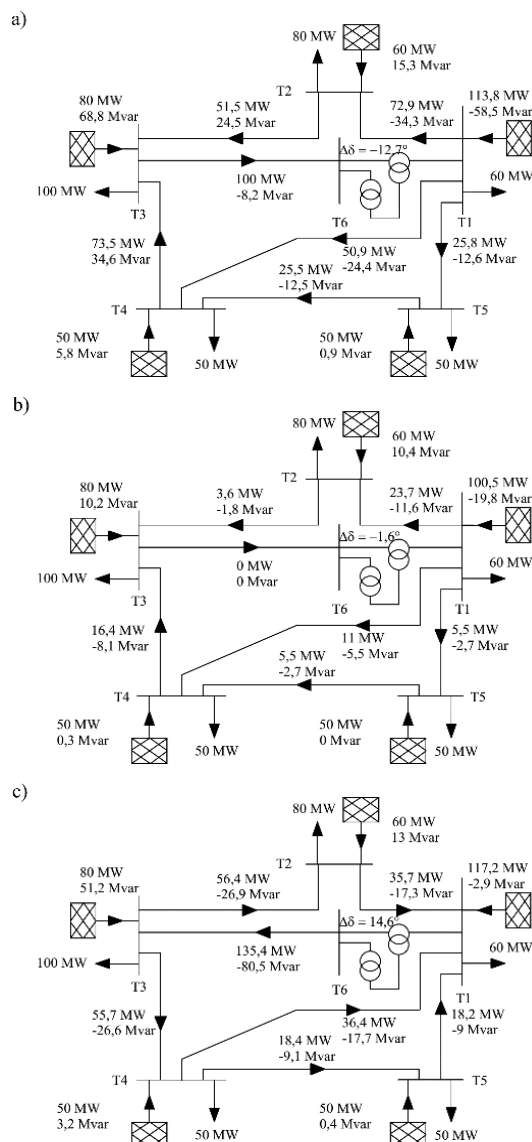 a)
80 MW
60 MW
15,3 Mvar
T2
80 MW
68,8 Mvar
51,5 MW
24,5 Mvar
72,9 MW
-34,3 Mvar
113,8 MW
-58,5 Mvar
Δδ = −12,7°
100 MW
100 MW
-8,2 Mvar
60 MW
T3
T6
T1
73,5 MW
34,6 Mvar
50,9 MW
-24,4 Mvar
25,8 MW
-12,6 Mvar
25,5 MW
-12,5 Mvar
T4
T5
50 MW
5,8 Mvar
50 MW
50 MW
0,9 Mvar
50 MW
b)
80 MW
60 MW
10,4 Mvar
T2
80 MW
10,2 Mvar
3,6 MW
-1,8 Mvar
23,7 MW
-11,6 Mvar
100,5 MW
-19,8 Mvar
Δδ = −1,6°
100 MW
0 MW
0 Mvar
60 MW
T3
T6
T1
16,4 MW
-8,1 Mvar
11 MW
-5,5 Mvar
5,5 MW
-2,7 Mvar
5,5 MW
-2,7 Mvar
T4
T5
50 MW
0,3 Mvar
50 MW
50 MW
0 Mvar
50 MW
c)
80 MW
60 MW
13 Mvar
T2
80 MW
51,2 Mvar
56,4 MW
-26,9 Mvar
35,7 MW
-17,3 Mvar
117,2 MW
-2,9 Mvar
Δδ = 14,6°
100 MW
135,4 MW
-80,5 Mvar
60 MW
T3
T6
T1
55,7 MW
-26,6 Mvar
36,4 MW
-17,7 Mvar
18,2 MW
-9 Mvar
18,4 MW
-9,1 Mvar
T4
T5
50 MW
3,2 Mvar
50 MW
50 MW
0,4 Mvar
50 MW